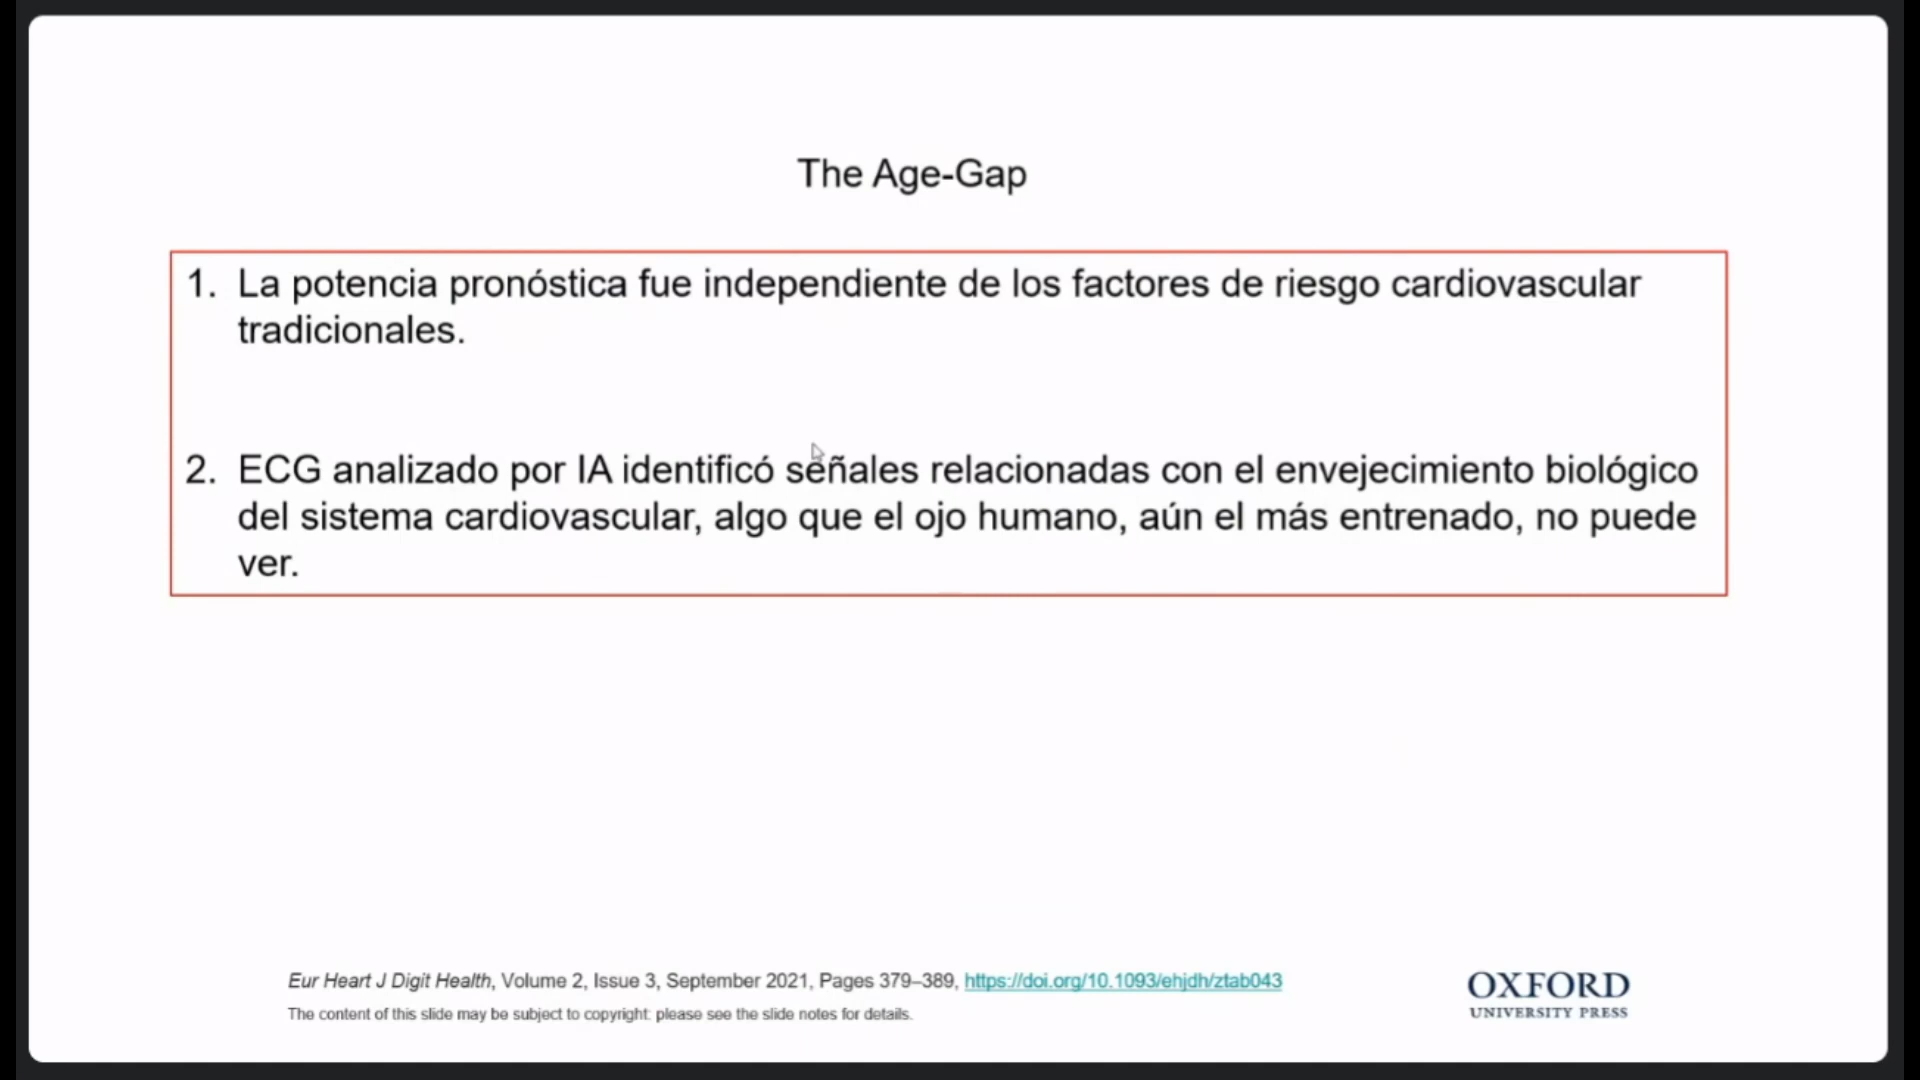 The Age-Gap
1. La potencia pronóstica fue independiente de los factores de riesgo cardiovascular
tradicionales.
2. ECG analizado por IA identificó señales relacionadas con el envejecimiento biológico
del sistema cardiovascular, algo que el ojo humano, aún el más entrenado, no puede
ver.
Eur Heart J Digit Health, Volume 2, Issue 3, September 2021, Pages 379–389, https://doi.org/10.1093/ehjdh/ztab043
The content of this slide may be subject to copyright: please see the slide notes for details.
OXFORD
UNIVERSITY PRESS